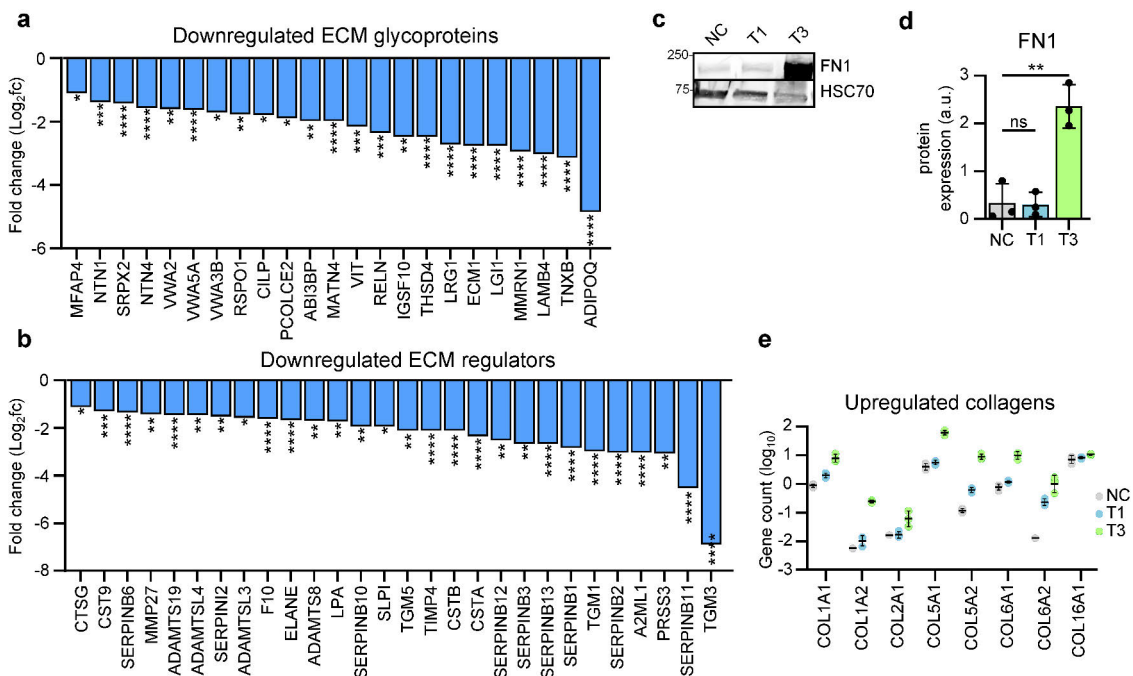 a
Downregulated ECM glycoproteins
Fold change (Log₂fc)
0
-2
-4
-6
* *** **** **** ** **** * ** * * ** **** *** *** ** **** **** **** **** **** **** **** ****
MFAP4 NTN1 SRPX2 NTN4 VWA2 VWA5A VWA3B RSPO1 CILP PCOLCE2 ABI3BP MATN4 VIT RELN IGSF10 THSD4 LRG1 ECM1 LGI1 MMRN1 LAMB4 TNXB ADIPOQ
b
Downregulated ECM regulators
Fold change (Log₂fc)
0
-2
-4
-6
-8
* *** **** ** **** ** ** * **** **** ** ** ** * ** **** **** **** ** ** **** **** **** **** **** ** **** ****
CTSG CST9 SERPINB6 MMP27 ADAMTS19 ADAMTSL4 SERPINI2 ADAMTSL3 F10 ELANE ADAMTS8 LPA SERPINB10 SLPI TGM5 TIMP4 CSTB CSTA SERPINB12 SERPINB3 SERPINB13 SERPINB1 TGM1 SERPINB2 A2ML1 PRSS3 SERPINB11 TGM3
c
NC T1 T3
250
FN1
75
HSC70
d
FN1
protein
expression (a.u.)
3
2
1
0
**
ns
NC T1 T3
e
Upregulated collagens
Gene count (log₁₀)
2
1
0
-1
-2
-3
NC
T1
T3
COL1A1 COL1A2 COL2A1 COL5A1 COL5A2 COL6A1 COL6A2 COL16A1